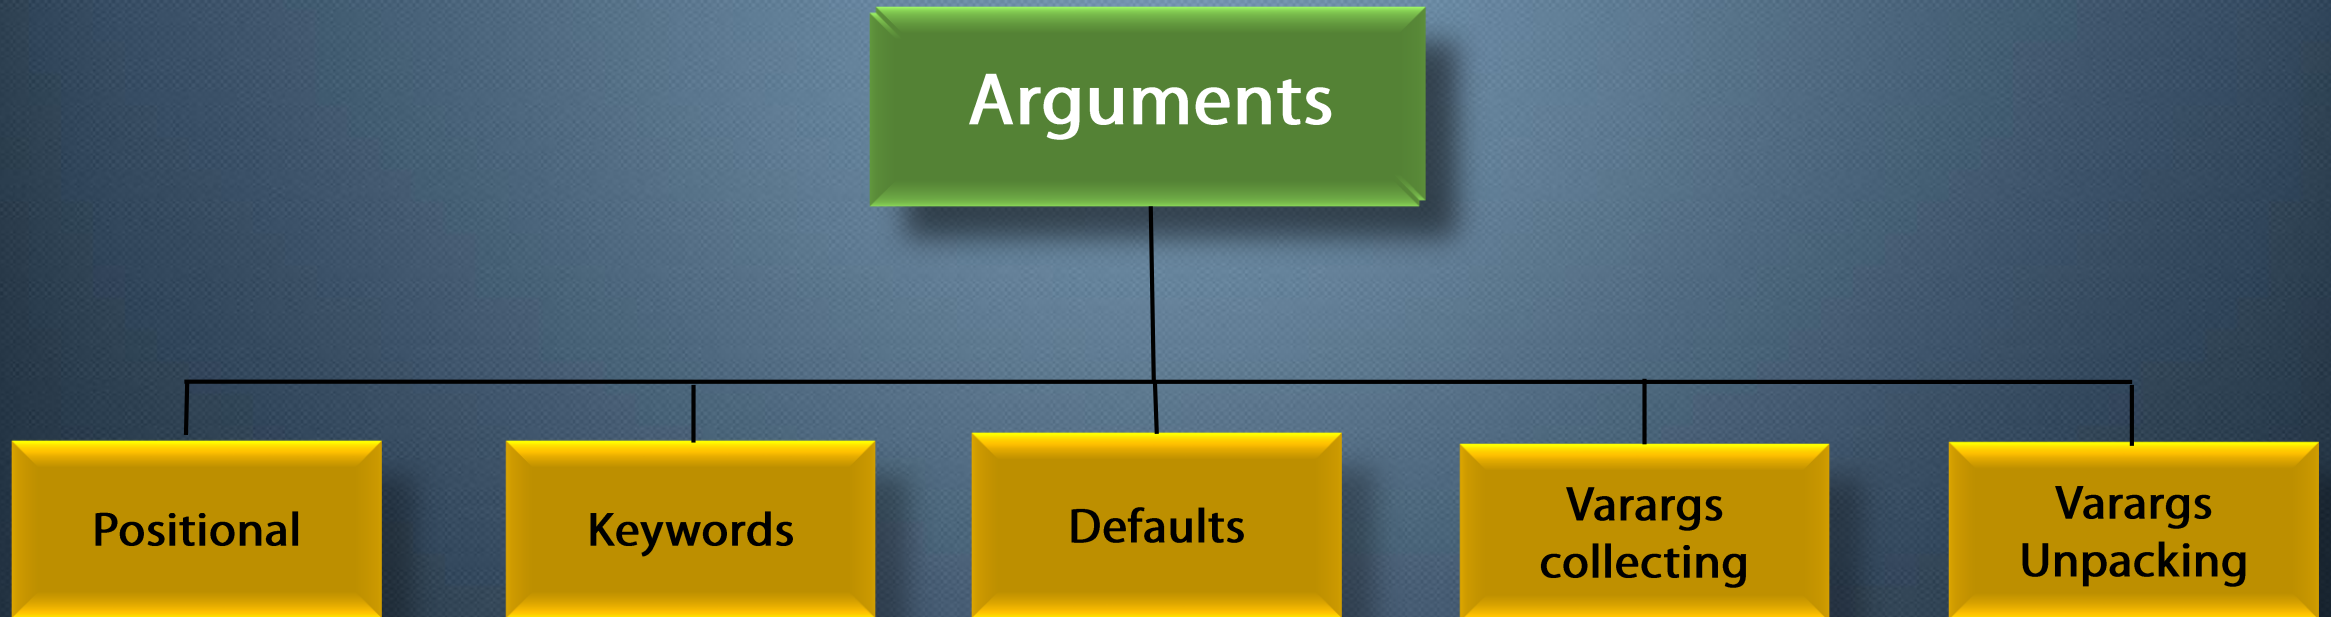 Arguments
Positional
Keywords
Defaults
Varargs
collecting
Varargs
Unpacking